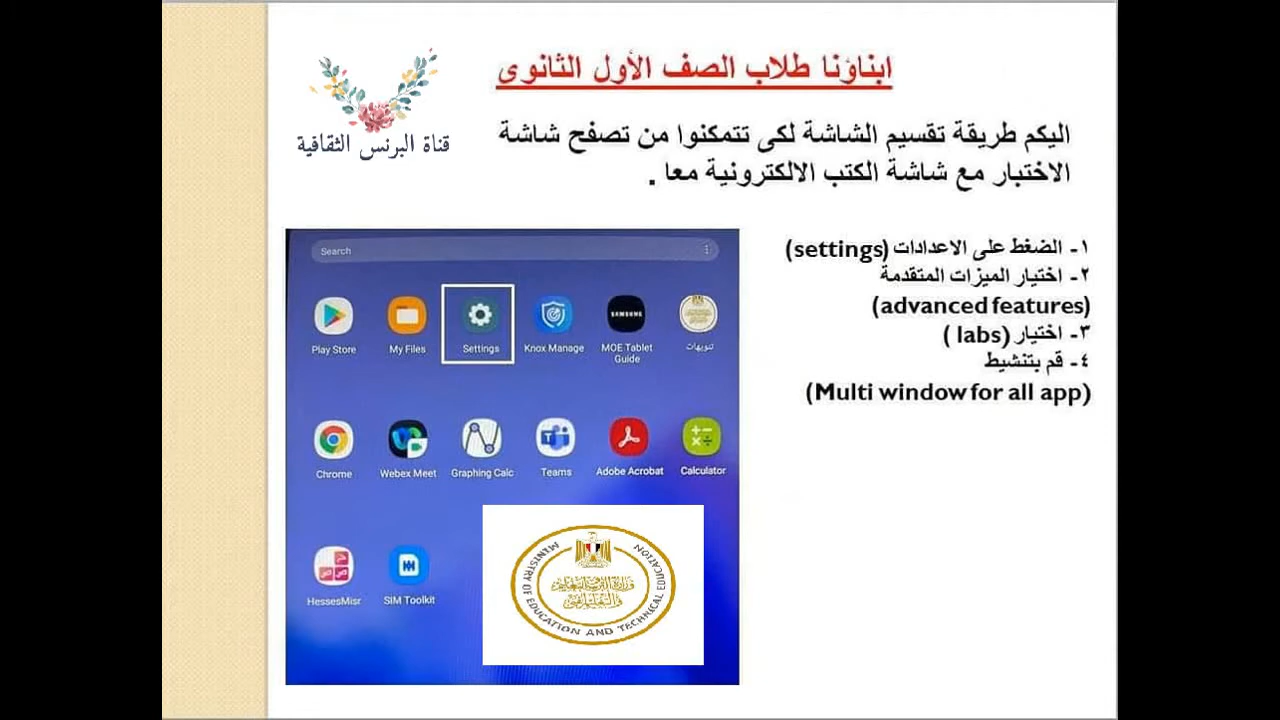 ابناؤنا طلاب الصف الأول الثانوى
قناة البرنس الثقافية
اليكم طريقة تقسيم الشاشة لكى تتمكنوا من تصفح شاشة
الاختبار مع شاشة الكتب الالكترونية معا .
١- الضغط على الاعدادات (settings)
٢- اختيار الميزات المتقدمة
(advanced features)
٣- اختيار (labs )
٤- قم بتنشيط
(Multi window for all app)
Search
Play Store
My Files
Settings
Knox Manage
SAMSUNG
MOE Tablet
Guide
تنويهات
Chrome
Webex Meet
Graphing Calc
Teams
Adobe Acrobat
Calculator
HessesMisr
SIM Toolkit
MINISTRY OF EDUCATION AND TECHNICAL EDUCATION
وزارة التربية والتعليم
والتعليم الفني